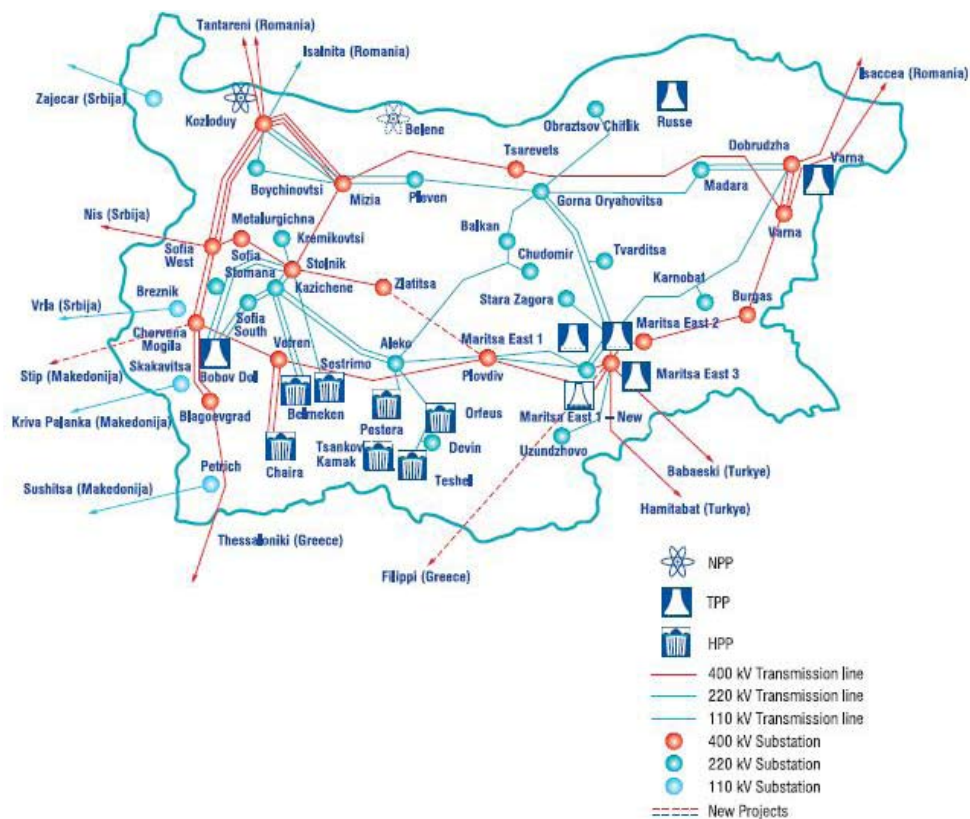 Tantareni (Romania)
Isalnita (Romania)
Isaccea (Romania)
Zajecar (Srbija)
Kozloduy
Belene
Obraztsov Chiflik
Russe
Tsarevets
Dobrudzha
Varna
Boychinovtsi
Mizia
Pleven
Gorna Oryahovitsa
Madara
Varna
Nis (Srbija)
Metalurgichna
Kremikovtsi
Balkan
Sofia
West
Sofia
Stolnik
Chudomir
Tvarditsa
Stomana
Kazichene
Zlatitsa
Karnobat
Vrla (Srbija)
Breznik
Stara Zagora
Burgas
Sofia
South
Chervena
Mogila
Vetren
Aleko
Maritsa East 1
Maritsa East 2
Sestrimo
Plovdiv
Stip (Makedonija)
Skakavitsa
Bobov Dol
Maritsa East 3
Belmeken
Kriva Palanka (Makedonija)
Blagoevgrad
Pestera
Orfeus
Maritsa East 1 – New
Uzundzhovo
Chaira
Tsankov
Kamak
Devin
Teshel
Babaeski (Turkye)
Petrich
Sushitsa (Makedonija)
Hamitabat (Turkye)
Thessaloniki (Greece)
Filippi (Greece)
NPP
TPP
HPP
400 kV Transmission line
220 kV Transmission line
110 kV Transmission line
400 kV Substation
220 kV Substation
110 kV Substation
New Projects